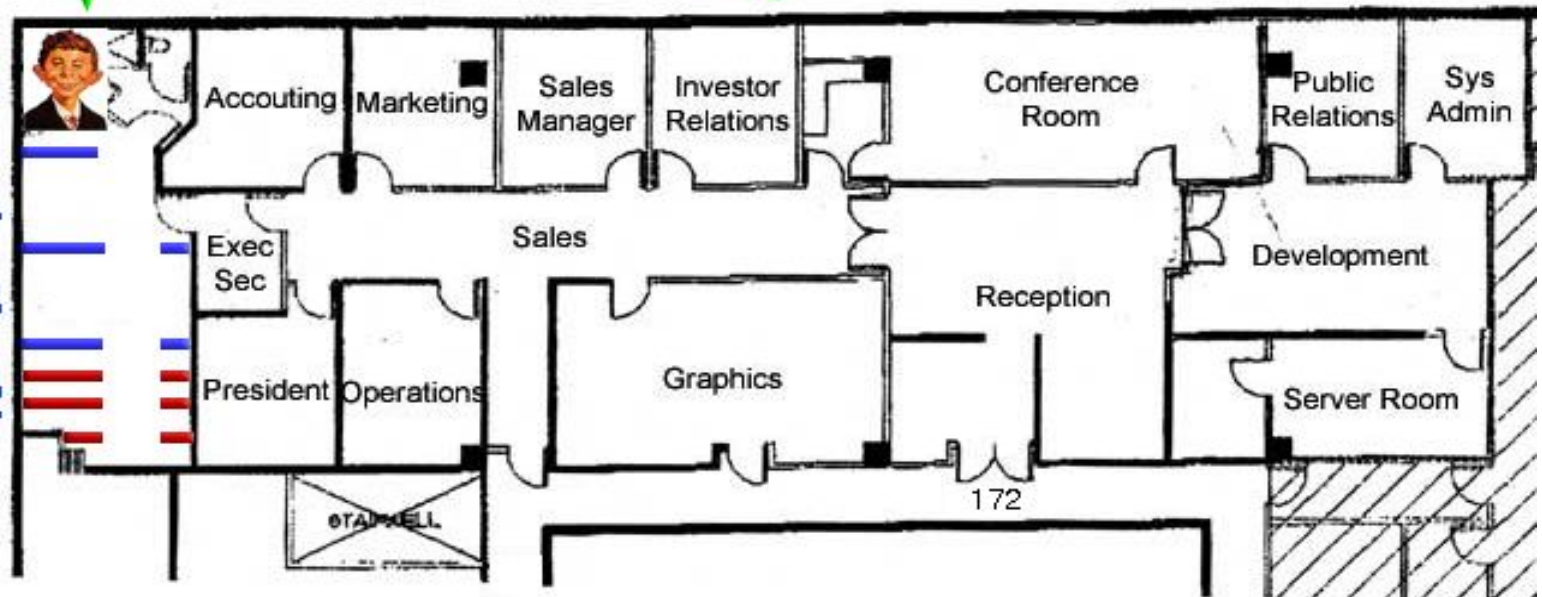 Accouting
Marketing
Sales
Manager
Investor
Relations
Conference
Room
Public
Relations
Sys
Admin
Exec
Sec
Sales
Reception
Development
President
Operations
Graphics
Server Room
172